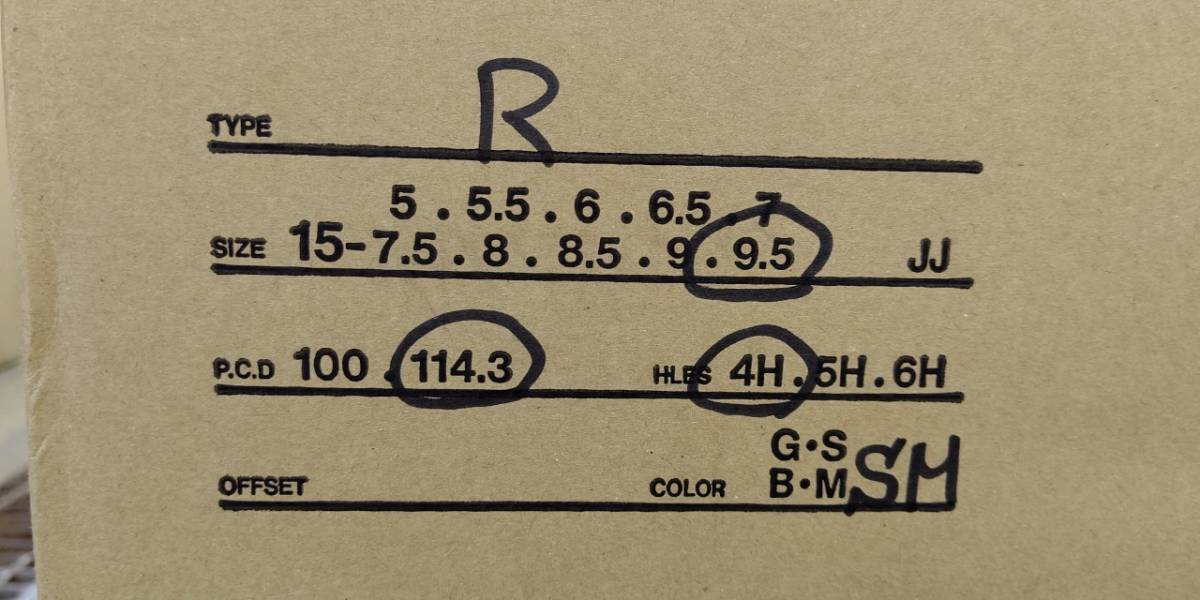 TYPE R
5 . 5.5 . 6 . 6.5 . 7
SIZE 15-7.5 . 8 . 8.5 . 9 . 9.5 JJ
P.C.D 100 . 114.3 HLES 4H . 5H . 6H
G•S
OFFSET COLOR B•M SM